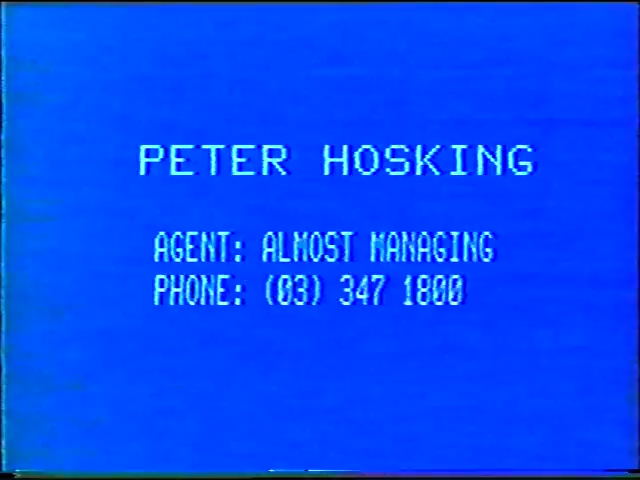 PETER HOSKING
AGENT: ALMOST MANAGING
PHONE: (03) 347 1800